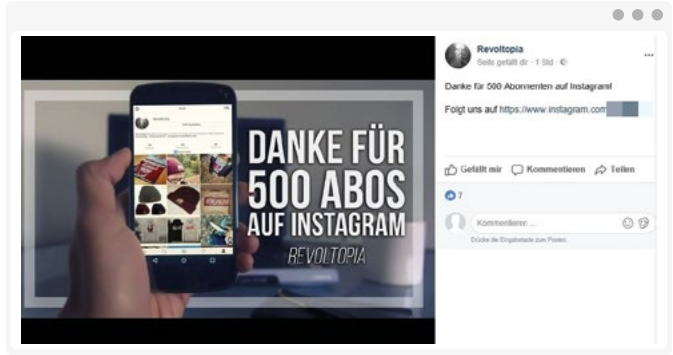 DANKE FÜR
500 ABOS
AUF INSTAGRAM
REVOLTOPIA
Revoltopia
Seite gefällt dir · 1 Std ·
Danke für 500 Abonnenten auf Instagram!
Folgt uns auf https://www.instagram.com
Gefällt mir Kommentieren Teilen
7
Kommentieren ...
Drücke die Eingabetaste zum Posten.